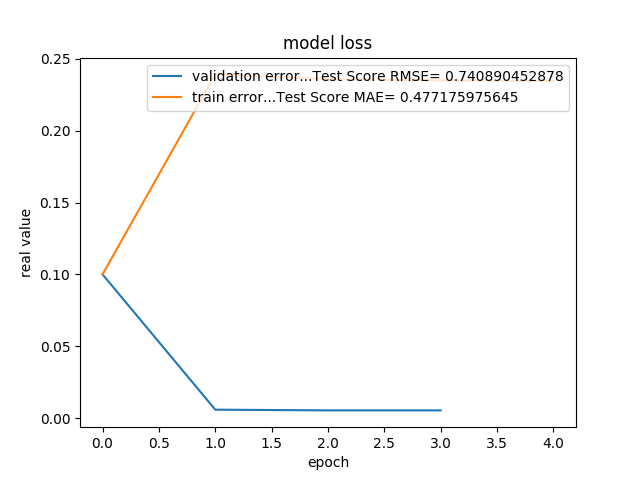 model loss
validation error...Test Score RMSE= 0.740890452878
train error...Test Score MAE= 0.477175975645
real value
0.25
0.20
0.15
0.10
0.05
0.00
0.0 0.5 1.0 1.5 2.0 2.5 3.0 3.5 4.0
epoch